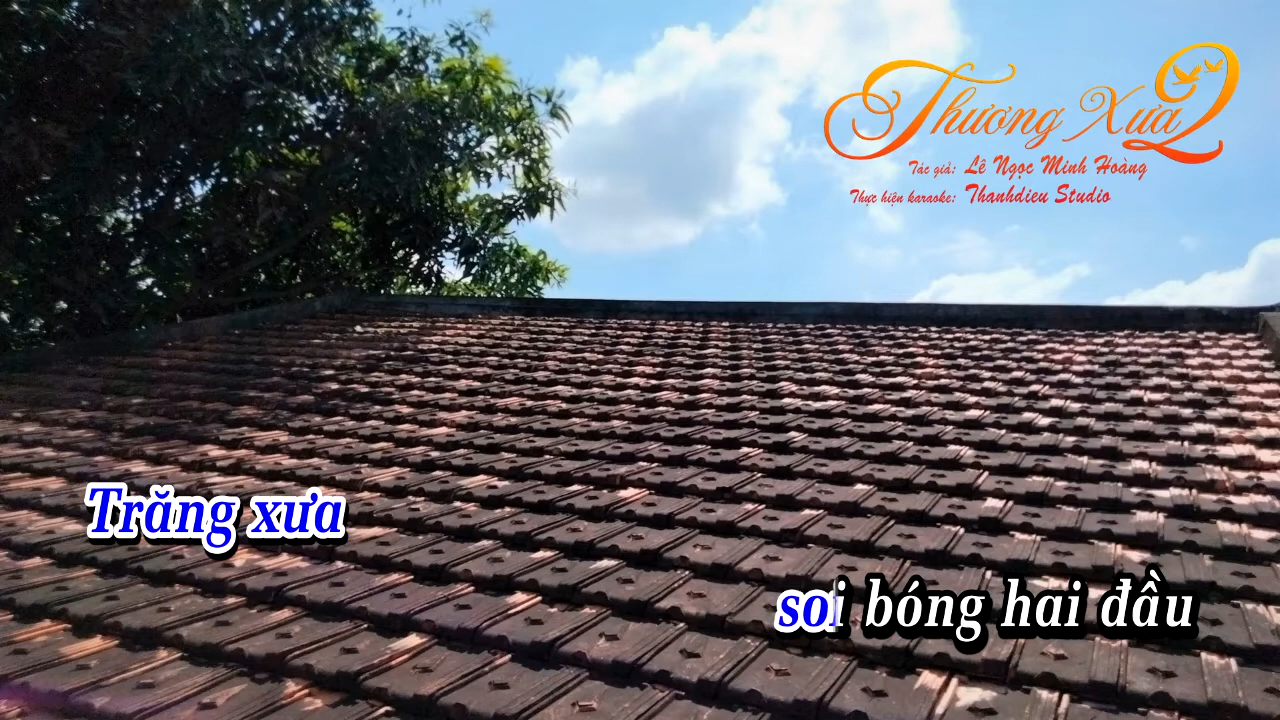 Thương Xưa 2
Tác giả: Lê Ngọc Minh Hoàng
Thực hiện karaoke: Thanhdieu Studio
Trăng xưa
soi bóng hai đầu